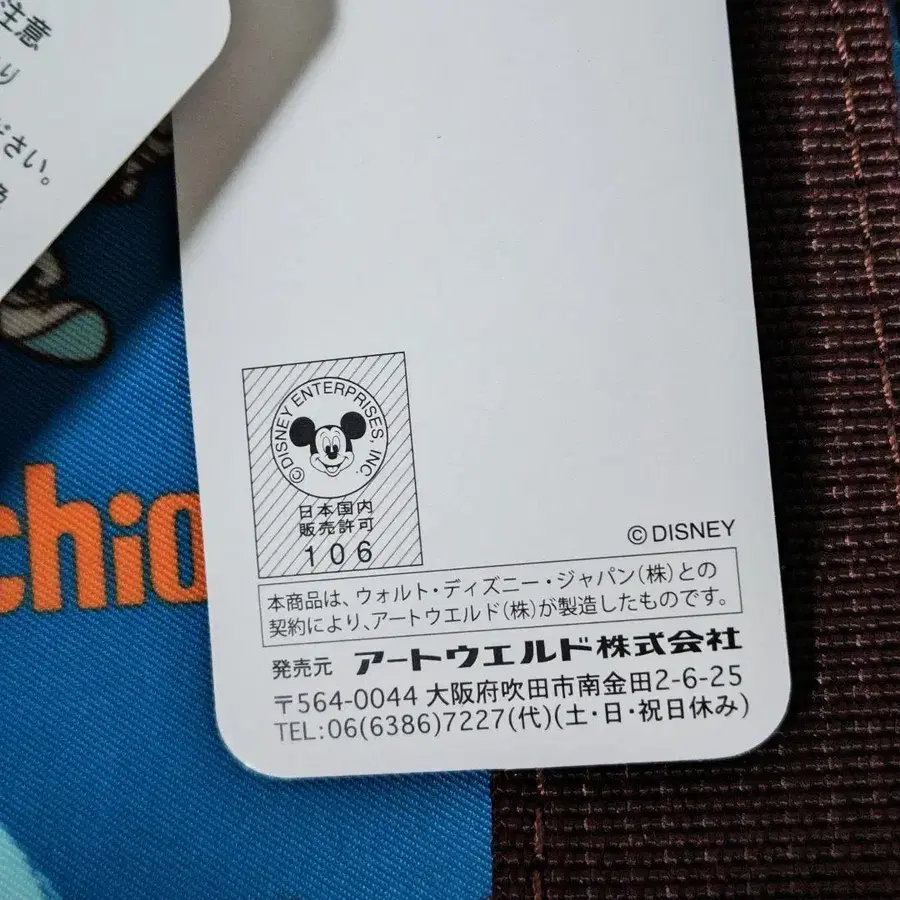 注意
り
ださい。
chio
©DISNEY ENTERPRISES, INC.
日本国内
販売許可
106
©DISNEY
本商品は、ウォルト・ディズニー・ジャパン(株)との
契約により、アートウエルド(株)が製造したものです。
発売元 アートウエルド株式会社
〒564-0044 大阪府吹田市南金田2-6-25
TEL:06(6386)7227(代)(土・日・祝日休み)